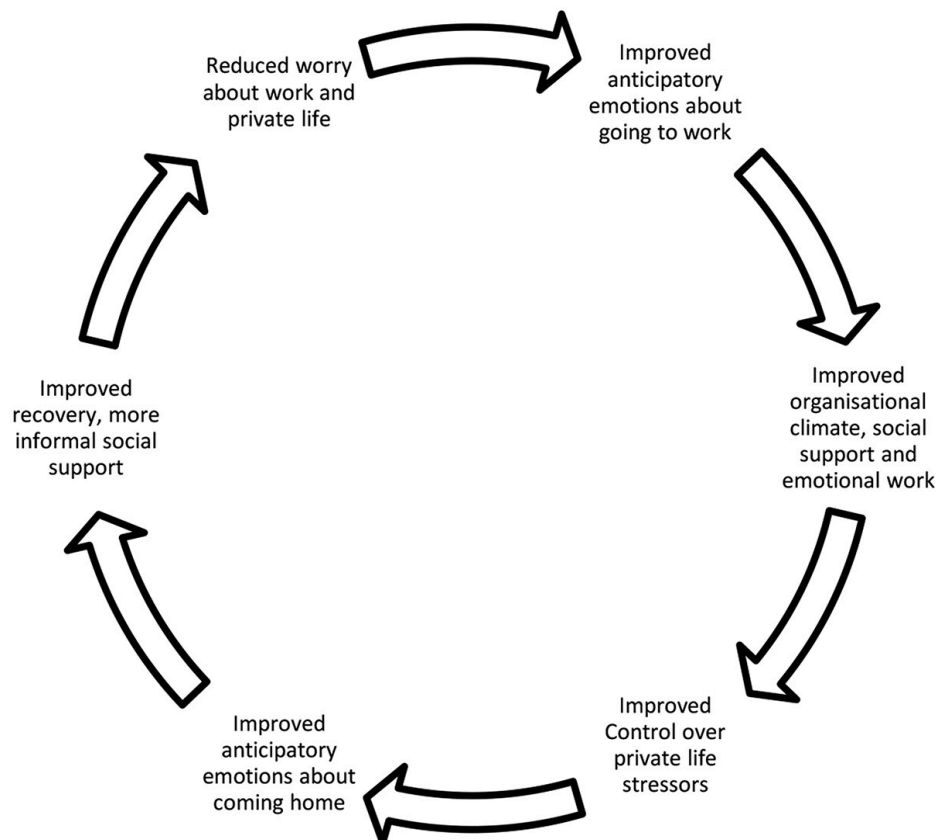 Reduced worry
about work and
private life
Improved
anticipatory
emotions about
going to work
Improved
organisational
climate, social
support and
emotional work
Improved
Control over
private life
stressors
Improved
anticipatory
emotions about
coming home
Improved
recovery, more
informal social
support